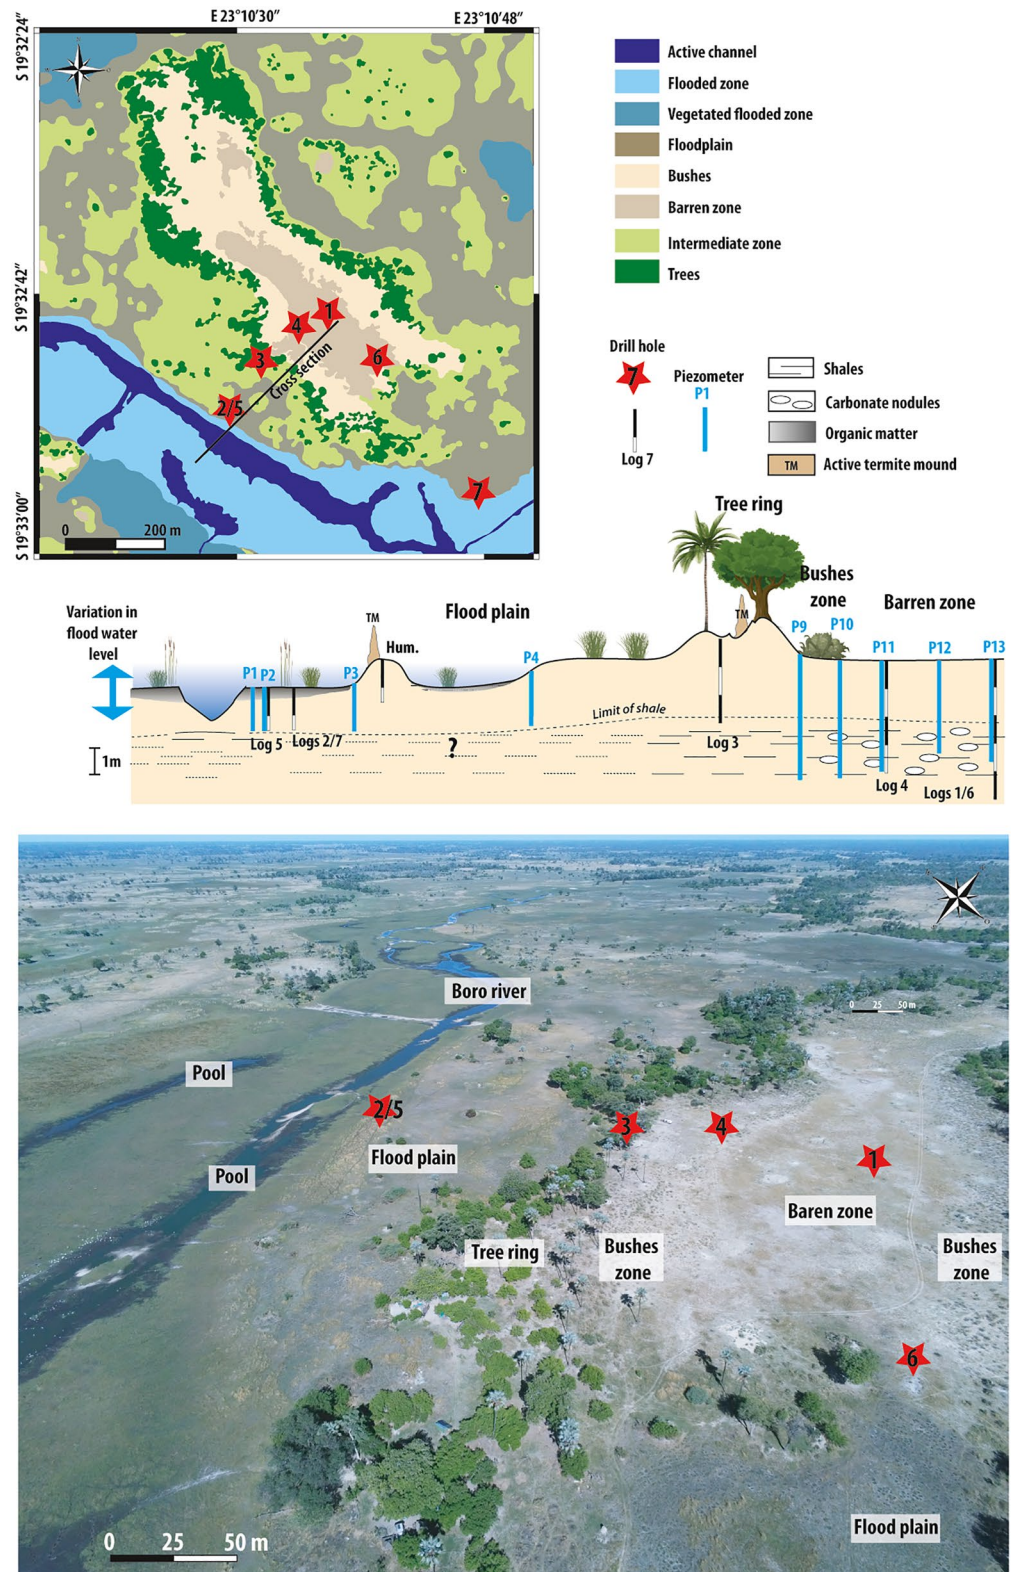 E 23°10'30"
E 23°10'48"
S 19°32'24"
S 19°32'42"
S 19°33'00"
1
4
3
6
2/5
7
Cross section
0 200 m
Active channel
Flooded zone
Vegetated flooded zone
Floodplain
Bushes
Barren zone
Intermediate zone
Trees
Drill hole
7
Log 7
Piezometer
P1
Shales
Carbonate nodules
Organic matter
TM Active termite mound
Tree ring
Bushes
zone
Barren zone
Flood plain
Variation in
flood water
level
TM
Hum.
TM
P1 P2 P3 P4 P9 P10 P11 P12 P13
Limit of shale
Log 5 Logs 2/7 ? Log 3 Log 4 Logs 1/6
1m
Boro river
0 25 50 m
Pool
2/5
3
4
1
Flood plain
Pool
Baren zone
Tree ring
Bushes
zone
Bushes
zone
6
Flood plain
0 25 50 m